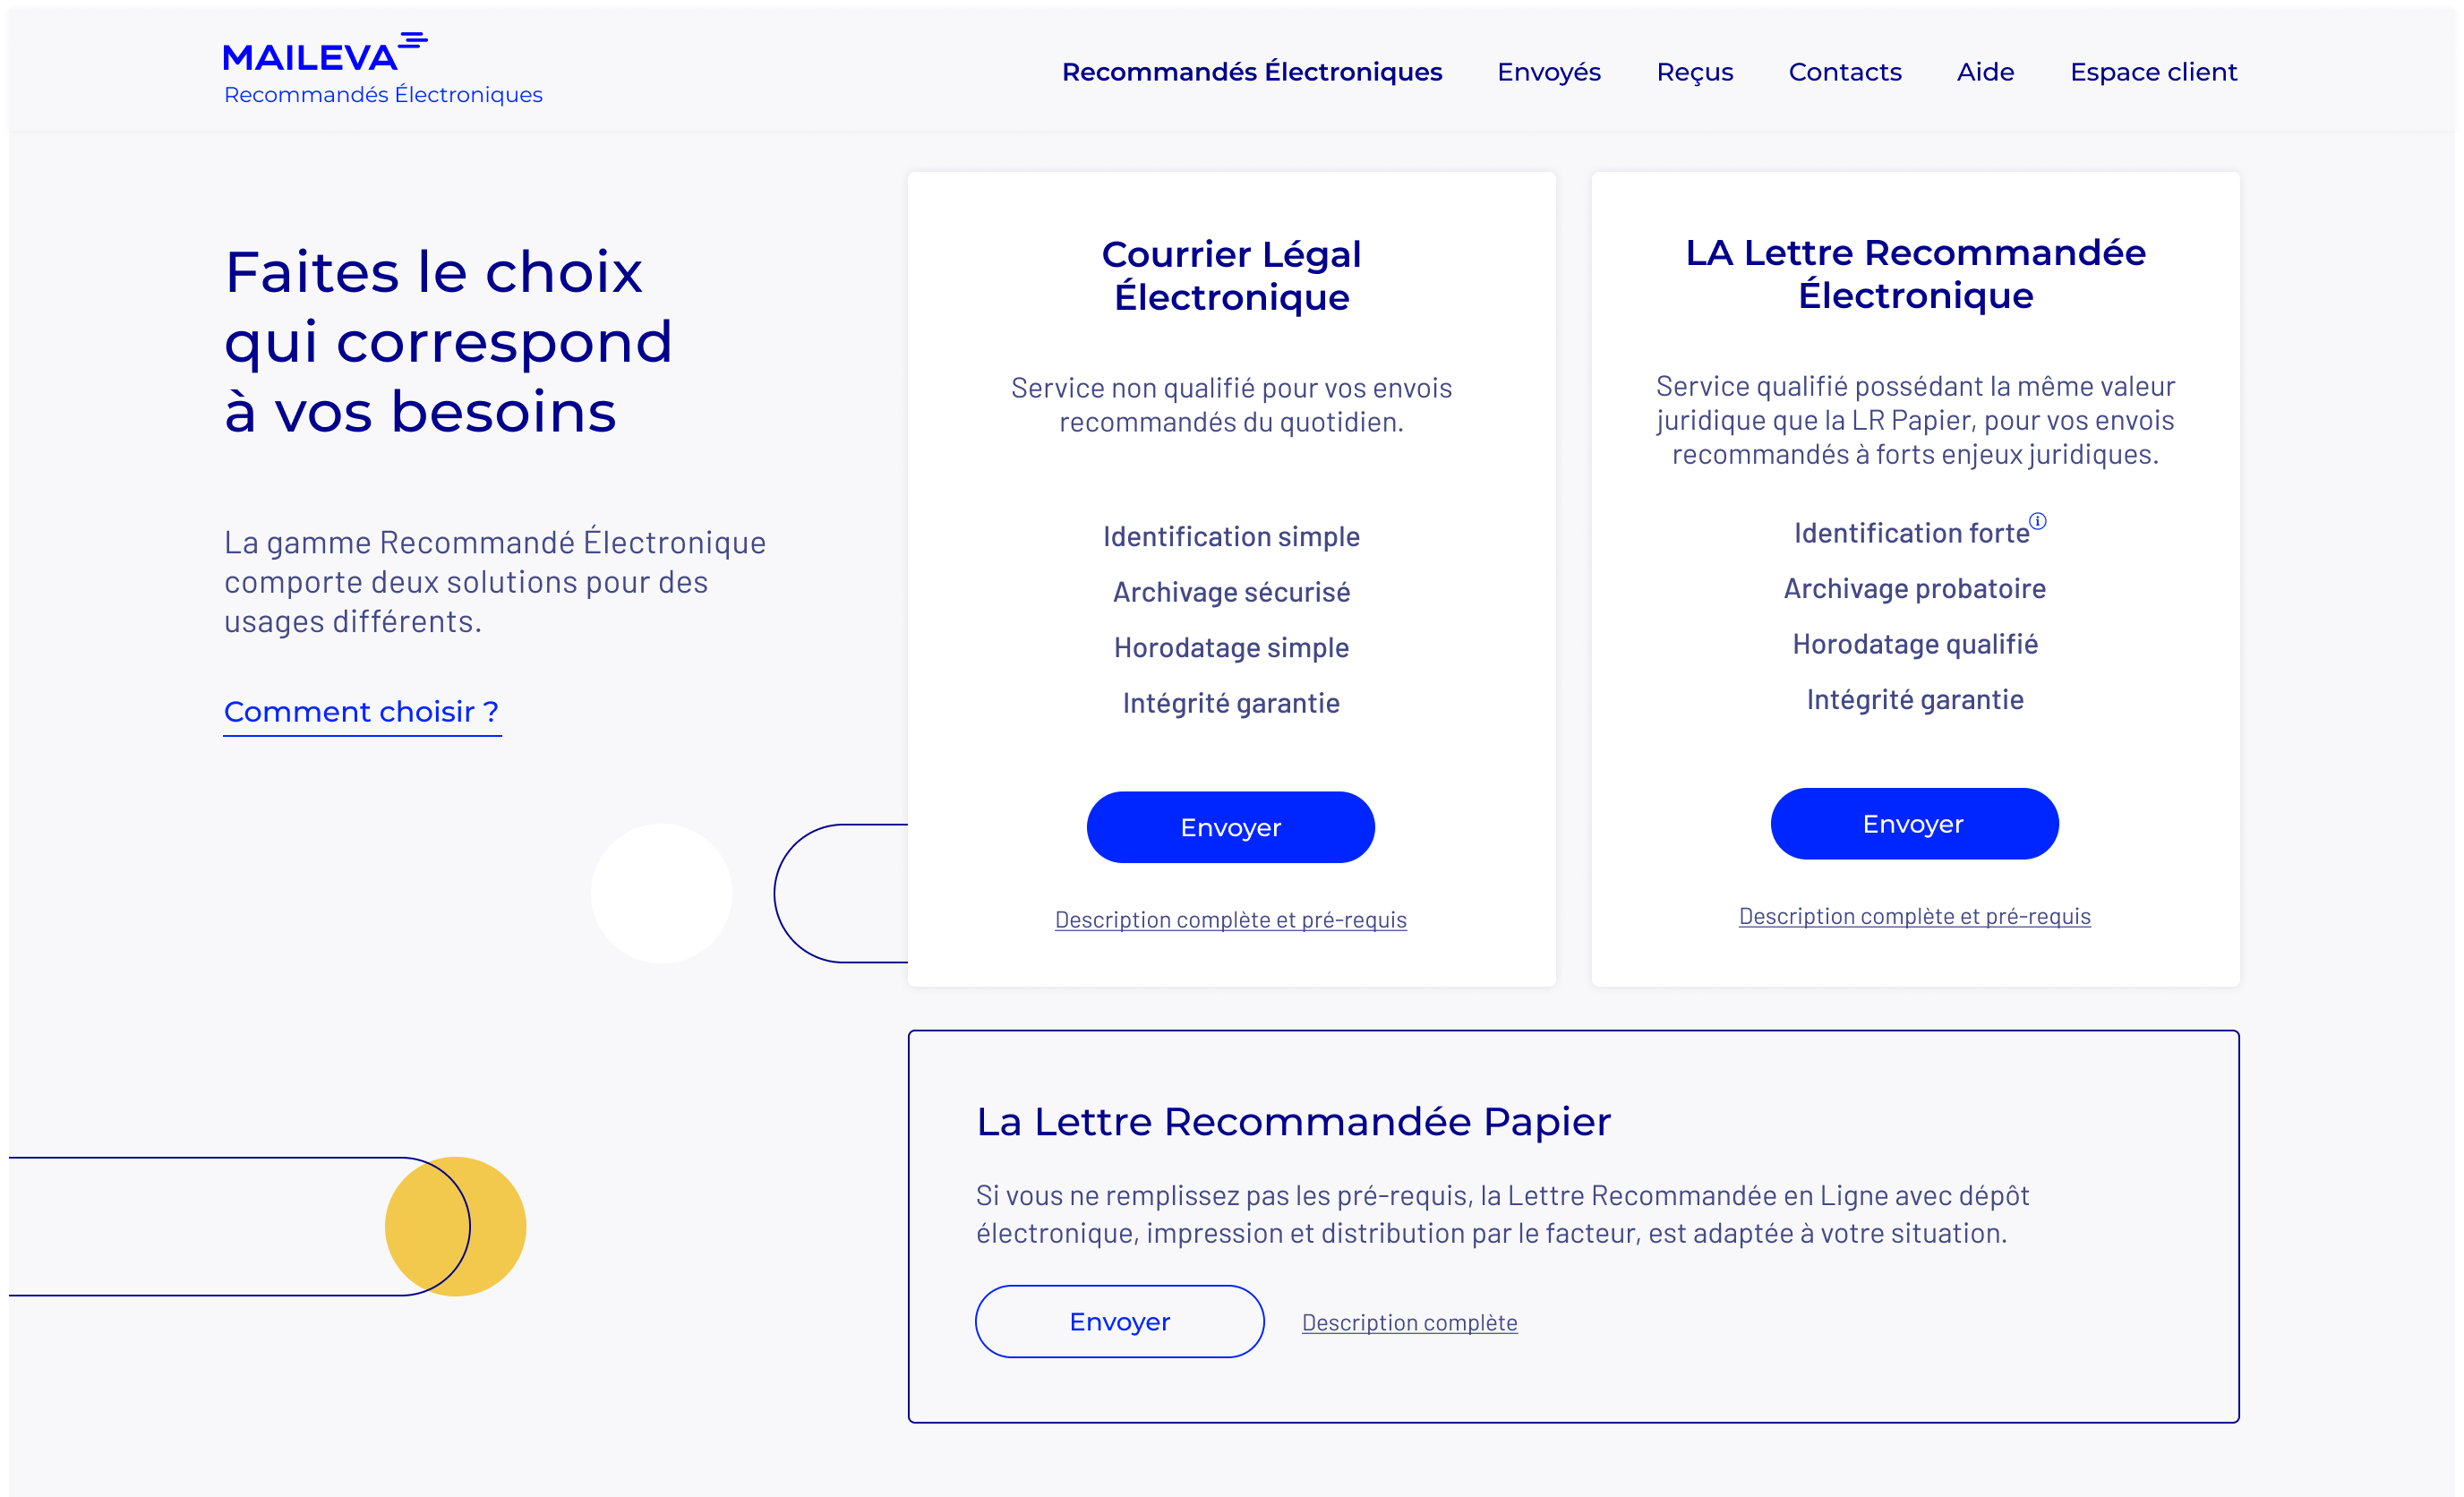 MAILEVA
Recommandés Électroniques
Recommandés Électroniques
Envoyés
Reçus
Contacts
Aide
Espace client
Faites le choix
qui correspond
à vos besoins
La gamme Recommandé Électronique
comporte deux solutions pour des
usages différents.
Comment choisir ?
Courrier Légal
Électronique
Service non qualifié pour vos envois
recommandés du quotidien.
Identification simple
Archivage sécurisé
Horodatage simple
Intégrité garantie
Envoyer
Description complète et pré-requis
LA Lettre Recommandée
Électronique
Service qualifié possédant la même valeur
juridique que la LR Papier, pour vos envois
recommandés à forts enjeux juridiques.
Identification forte
Archivage probatoire
Horodatage qualifié
Intégrité garantie
Envoyer
Description complète et pré-requis
La Lettre Recommandée Papier
Si vous ne remplissez pas les pré-requis, la Lettre Recommandée en Ligne avec dépôt
électronique, impression et distribution par le facteur, est adaptée à votre situation.
Envoyer
Description complète